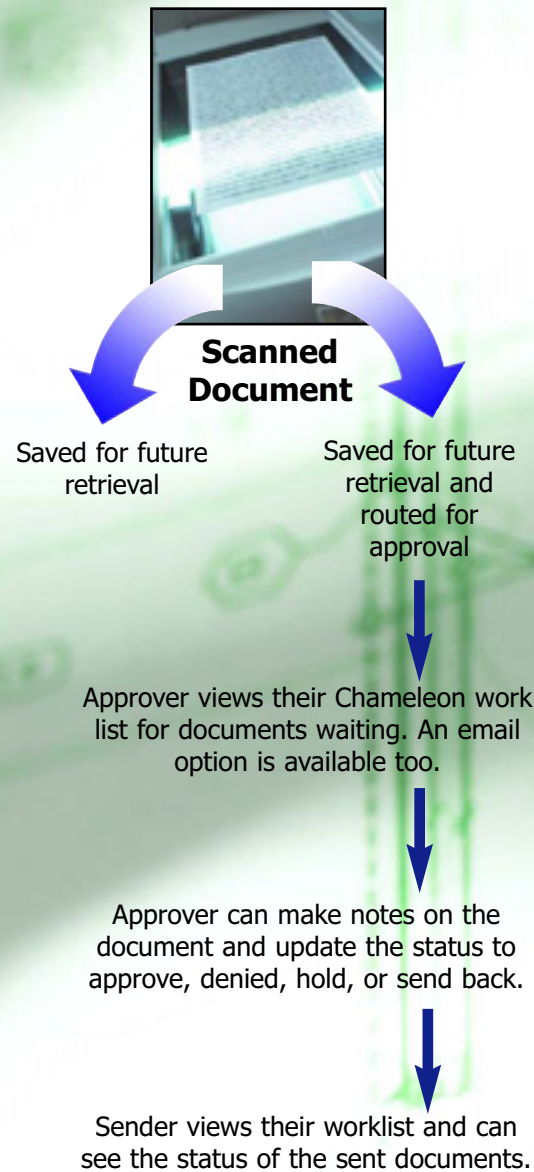 Scanned
Document
Saved for future
retrieval
Saved for future
retrieval and
routed for
approval
Approver views their Chameleon work
list for documents waiting. An email
option is available too.
Approver can make notes on the
document and update the status to
approve, denied, hold, or send back.
Sender views their worklist and can
see the status of the sent documents.